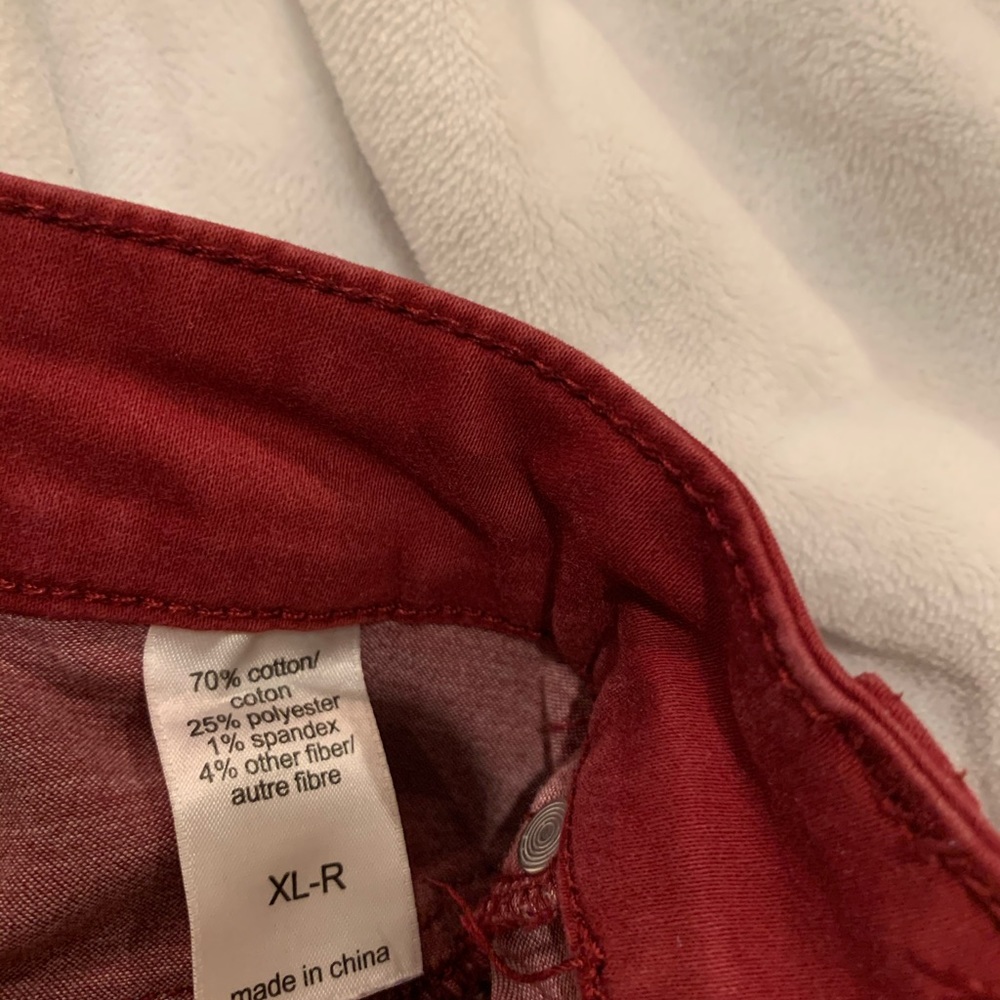 70% cotton/
coton
25% polyester
1% spandex
4% other fiber/
autre fibre
XL-R
made in china